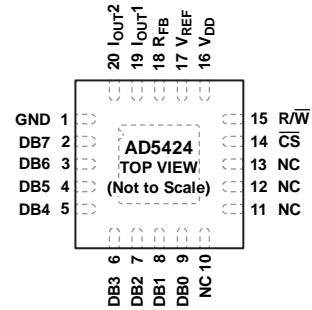 20 IOUT2
19 IOUT1
18 RFB
17 VREF
16 VDD
GND 1
DB7 2
DB6 3
DB5 4
DB4 5
AD5424
TOP VIEW
(Not to Scale)
15 R/W̅
14 C̅S̅
13 NC
12 NC
11 NC
DB3 6
DB2 7
DB1 8
DB0 9
NC 10